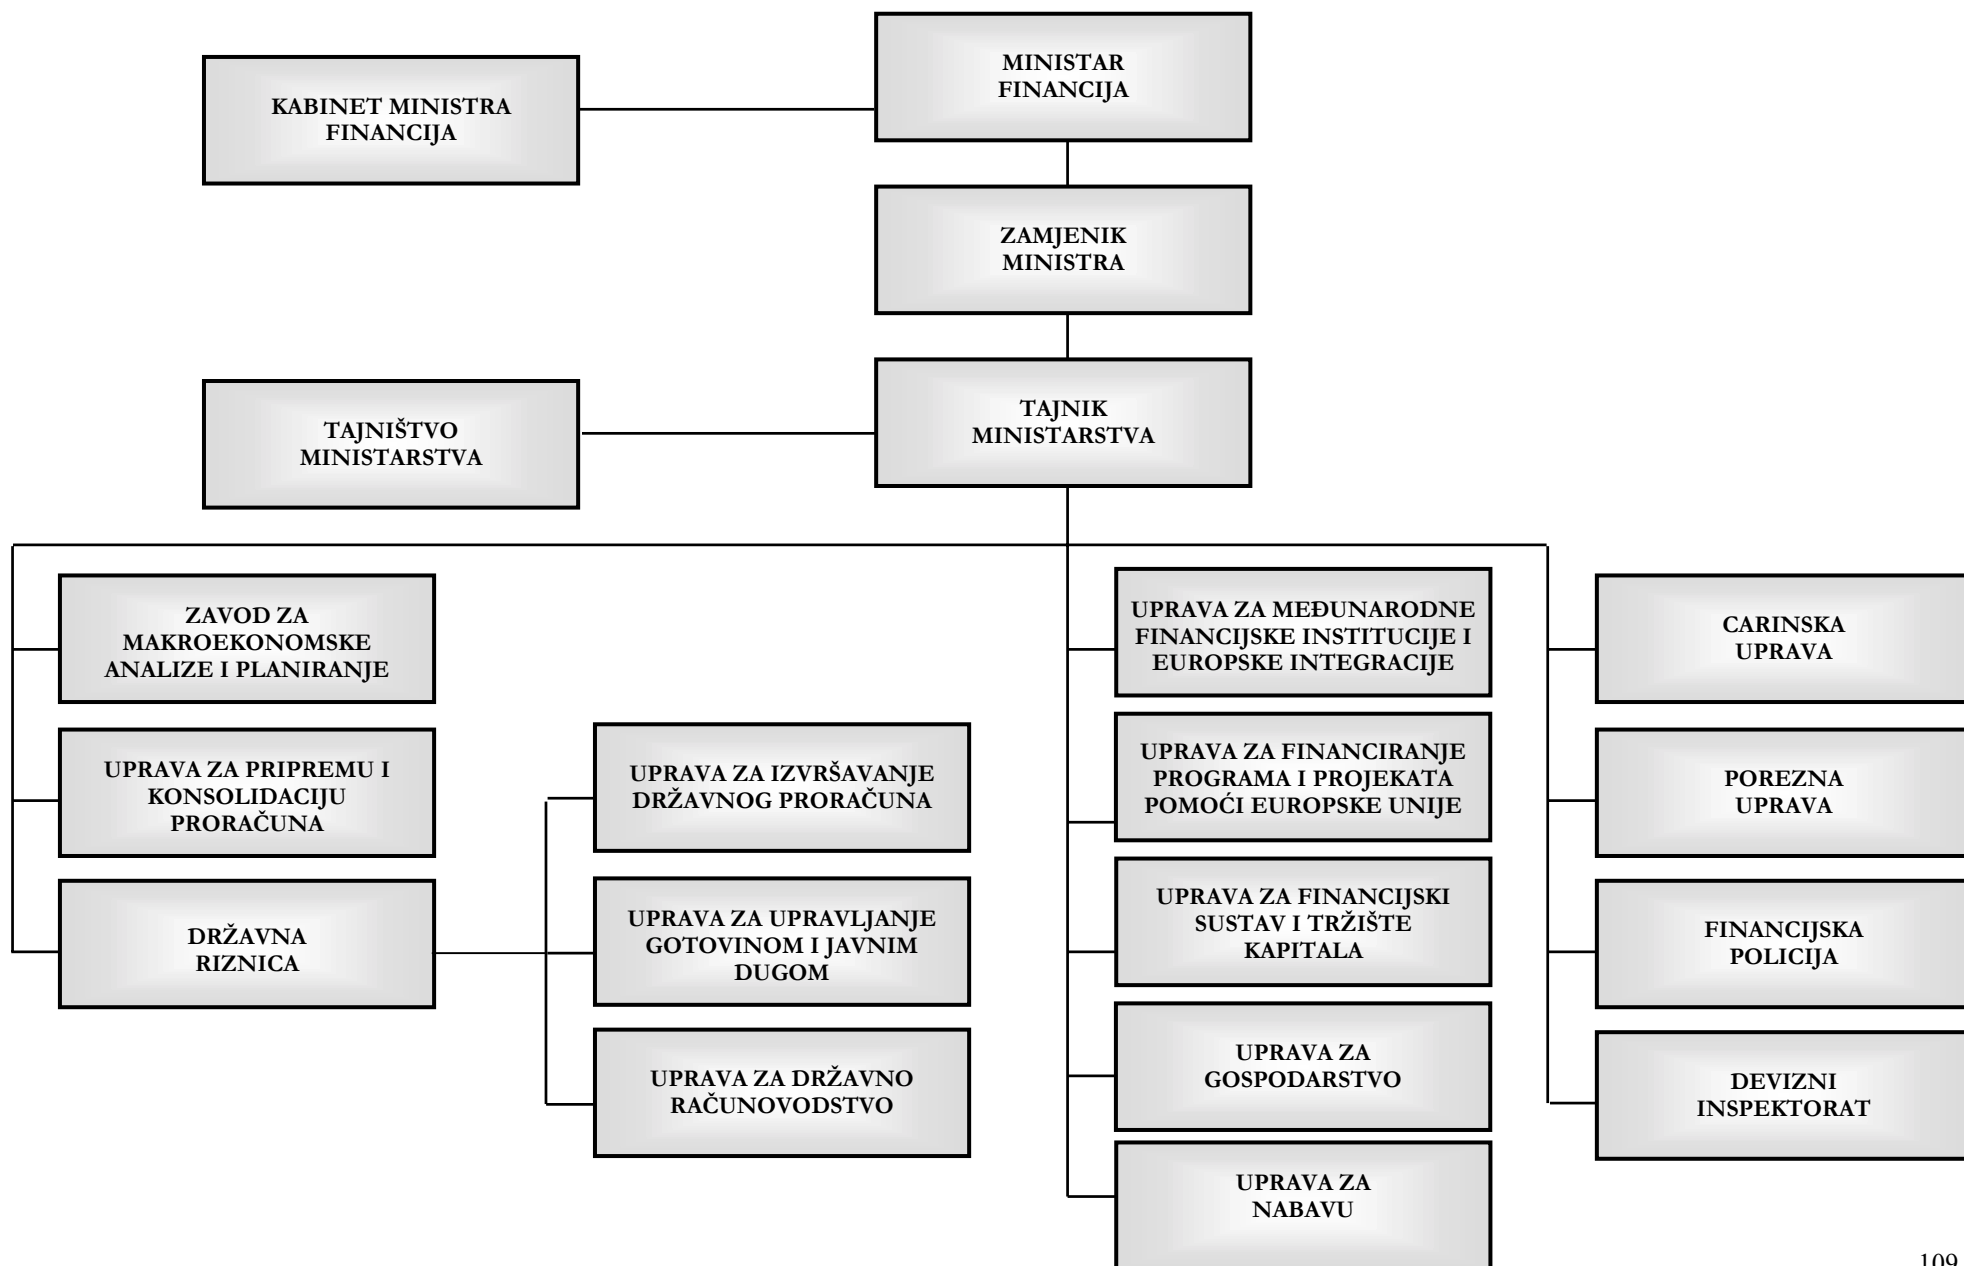 MINISTAR
FINANCIJA
KABINET MINISTRA
FINANCIJA
ZAMJENIK
MINISTRA
TAJNIK
MINISTARSTVA
TAJNIŠTVO
MINISTARSTVA
ZAVOD ZA
MAKROEKONOMSKE
ANALIZE I PLANIRANJE
UPRAVA ZA PRIPREMU I
KONSOLIDACIJU
PRORAČUNA
DRŽAVNA
RIZNICA
UPRAVA ZA IZVRŠAVANJE
DRŽAVNOG PRORAČUNA
UPRAVA ZA UPRAVLJANJE
GOTOVINOM I JAVNIM
DUGOM
UPRAVA ZA DRŽAVNO
RAČUNOVODSTVO
UPRAVA ZA MEĐUNARODNE
FINANCIJSKE INSTITUCIJE I
EUROPSKE INTEGRACIJE
UPRAVA ZA FINANCIRANJE
PROGRAMA I PROJEKATA
POMOĆI EUROPSKE UNIJE
UPRAVA ZA FINANCIJSKI
SUSTAV I TRŽIŠTE
KAPITALA
UPRAVA ZA
GOSPODARSTVO
UPRAVA ZA
NABAVU
CARINSKA
UPRAVA
POREZNA
UPRAVA
FINANCIJSKA
POLICIJA
DEVIZNI
INSPEKTORAT
109